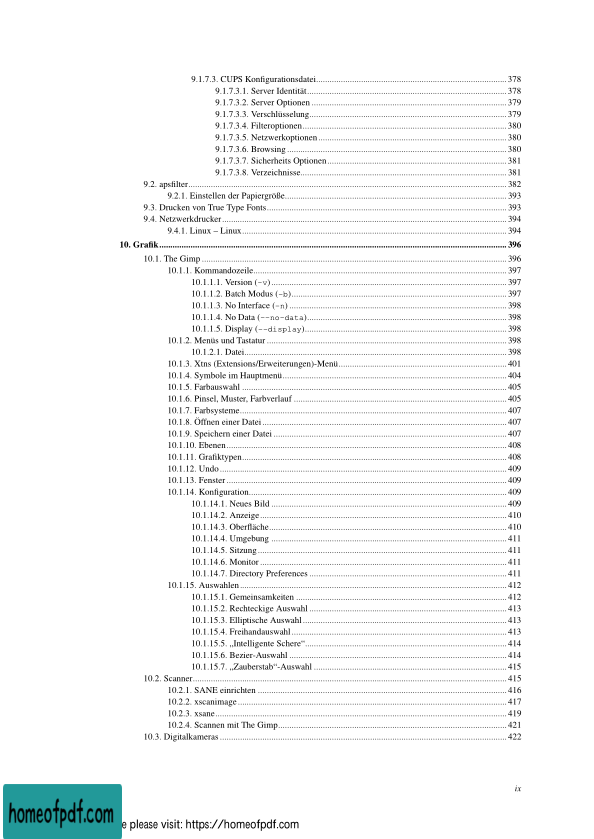 9.1.7.3. CUPS Konfigurationsdatei 378
9.1.7.3.1. Server Identität 378
9.1.7.3.2. Server Optionen 379
9.1.7.3.3. Verschlüsselung 379
9.1.7.3.4. Filteroptionen 380
9.1.7.3.5. Netzwerkoptionen 380
9.1.7.3.6. Browsing 380
9.1.7.3.7. Sicherheits Optionen 381
9.1.7.3.8. Verzeichnisse 381
9.2. apsfilter 382
9.2.1. Einstellen der Papiergröße 393
9.3. Drucken von True Type Fonts 393
9.4. Netzwerkdrucker 394
9.4.1. Linux – Linux 394
10. Grafik 396
10.1. The Gimp 396
10.1.1. Kommandozeile 397
10.1.1.1. Version (-v) 397
10.1.1.2. Batch Modus (-b) 397
10.1.1.3. No Interface (-n) 398
10.1.1.4. No Data (--no-data) 398
10.1.1.5. Display (--display) 398
10.1.2. Menüs und Tastatur 398
10.1.2.1. Datei 398
10.1.3. Xtns (Extensions/Erweiterungen)-Menü 401
10.1.4. Symbole im Hauptmenü 404
10.1.5. Farbauswahl 405
10.1.6. Pinsel, Muster, Farbverlauf 405
10.1.7. Farbsysteme 407
10.1.8. Öffnen einer Datei 407
10.1.9. Speichern einer Datei 407
10.1.10. Ebenen 408
10.1.11. Grafiktypen 408
10.1.12. Undo 409
10.1.13. Fenster 409
10.1.14. Konfiguration 409
10.1.14.1. Neues Bild 409
10.1.14.2. Anzeige 410
10.1.14.3. Oberfläche 410
10.1.14.4. Umgebung 411
10.1.14.5. Sitzung 411
10.1.14.6. Monitor 411
10.1.14.7. Directory Preferences 411
10.1.15. Auswahlen 412
10.1.15.1. Gemeinsamkeiten 412
10.1.15.2. Rechteckige Auswahl 413
10.1.15.3. Elliptische Auswahl 413
10.1.15.4. Freihandauswahl 413
10.1.15.5. „Intelligente Schere“ 414
10.1.15.6. Bezier-Auswahl 414
10.1.15.7. „Zauberstab“-Auswahl 415
10.2. Scanner 415
10.2.1. SANE einrichten 416
10.2.2. xscanimage 417
10.2.3. xsane 419
10.2.4. Scannen mit The Gimp 421
10.3. Digitalkameras 422
ix
homeofpdf.com
e please visit: https://homeofpdf.com